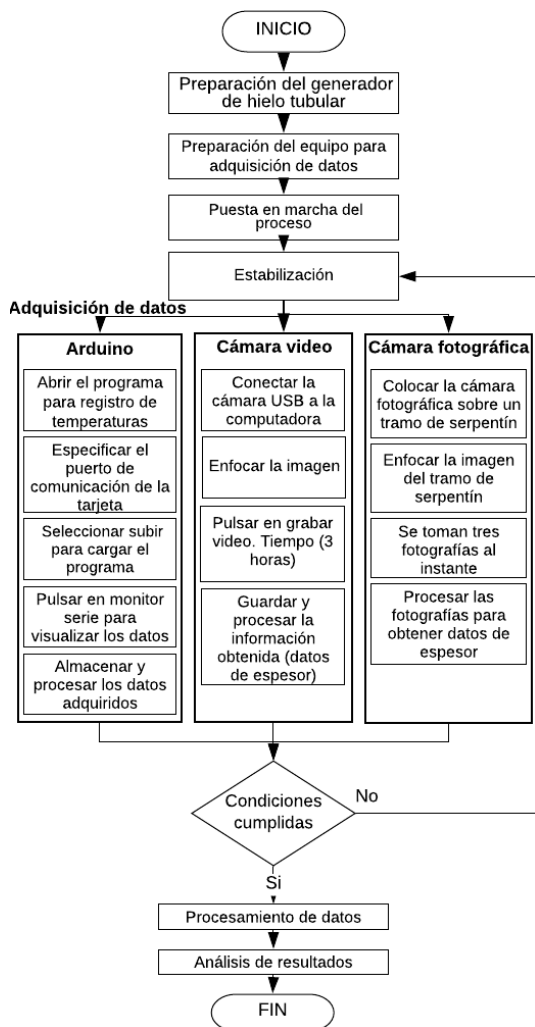 INICIO
Preparación del generador
de hielo tubular
Preparación del equipo para
adquisición de datos
Puesta en marcha del
proceso
Estabilización
Adquisición de datos
Arduino
Abrir el programa
para registro de
temperaturas
Especificar el
puerto de
comunicación de la
tarjeta
Seleccionar subir
para cargar el
programa
Pulsar en monitor
serie para
visualizar los datos
Almacenar y
procesar los datos
adquiridos
Cámara video
Conectar la
cámara USB a la
computadora
Enfocar la imagen
Pulsar en grabar
video. Tiempo (3
horas)
Guardar y
procesar la
información
obtenida (datos
de espesor)
Cámara fotográfica
Colocar la cámara
fotográfica sobre un
tramo de serpentín
Enfocar la imagen
del tramo de
serpentín
Se toman tres
fotografías al
instante
Procesar las
fotografías para
obtener datos de
espesor
Condiciones
cumplidas
No
Si
Procesamiento de datos
Análisis de resultados
FIN